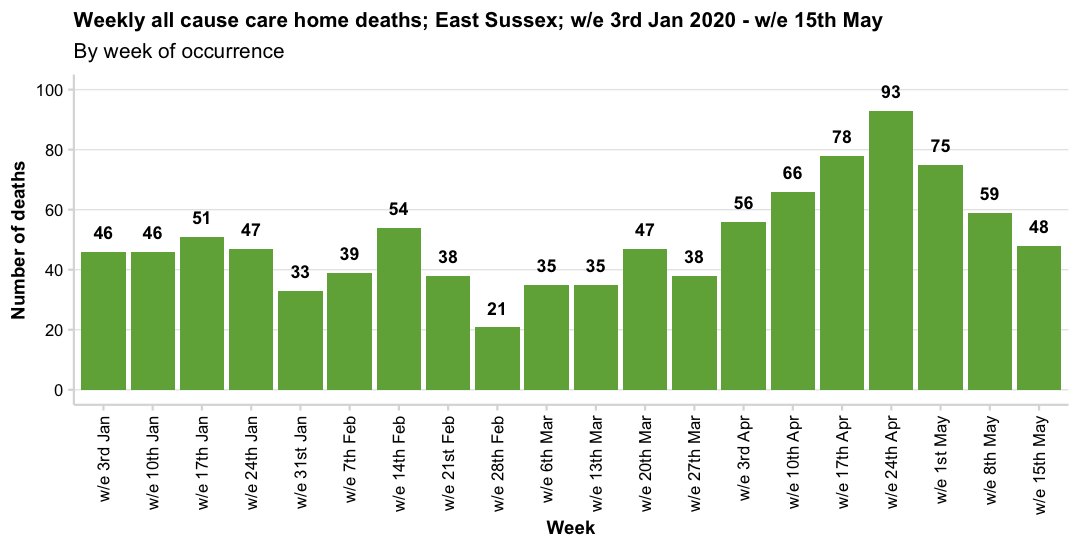 Weekly all cause care home deaths; East Sussex; w/e 3rd Jan 2020 - w/e 15th May
By week of occurrence
Number of deaths
100
80
60
40
20
0
46
46
51
47
33
39
54
38
21
35
35
47
38
56
66
78
93
75
59
48
w/e 3rd Jan
w/e 10th Jan
w/e 17th Jan
w/e 24th Jan
w/e 31st Jan
w/e 7th Feb
w/e 14th Feb
w/e 21st Feb
w/e 28th Feb
w/e 6th Mar
w/e 13th Mar
w/e 20th Mar
w/e 27th Mar
w/e 3rd Apr
w/e 10th Apr
w/e 17th Apr
w/e 24th Apr
w/e 1st May
w/e 8th May
w/e 15th May
Week